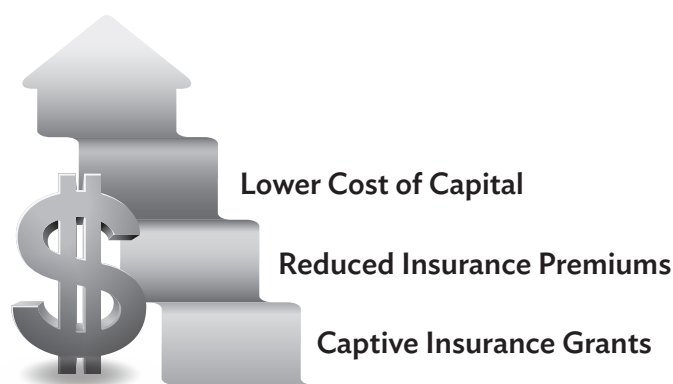 Lower Cost of Capital
Reduced Insurance Premiums
Captive Insurance Grants